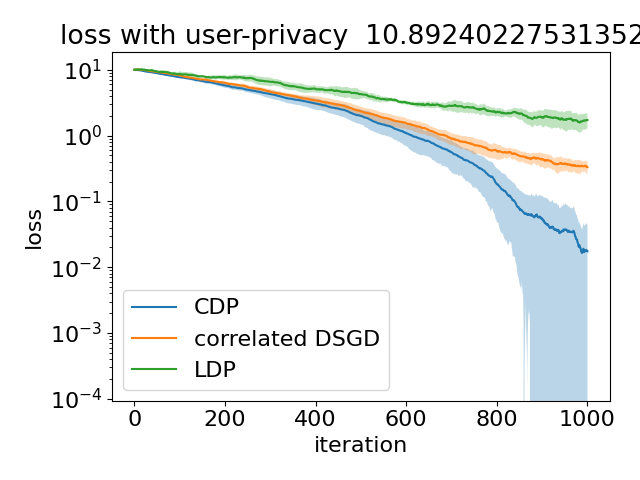 loss with user-privacy 10.89240227531352
10¹
10⁰
10⁻¹
10⁻²
10⁻³
10⁻⁴
loss
CDP
correlated DSGD
LDP
0 200 400 600 800 1000
iteration